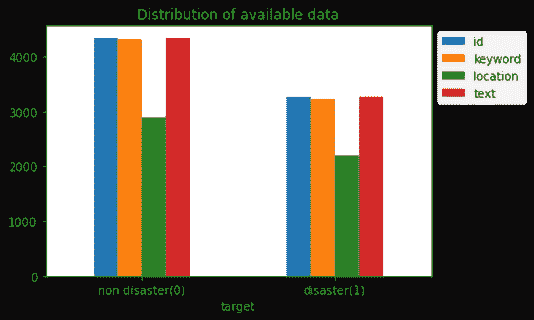 Distribution of available data
id
keyword
location
text
4000
3000
2000
1000
0
non disaster(0) disaster(1)
target